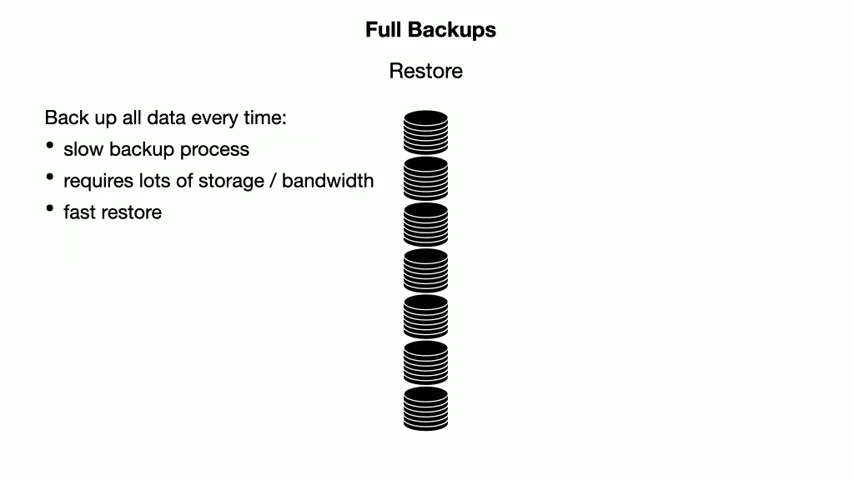 Full Backups
Restore
Back up all data every time:
• slow backup process
• requires lots of storage / bandwidth
• fast restore